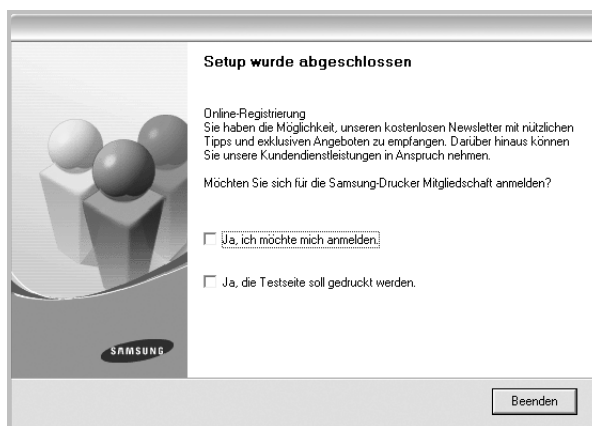 Setup wurde abgeschlossen
Online-Registrierung
Sie haben die Möglichkeit, unseren kostenlosen Newsletter mit nützlichen
Tipps und exklusiven Angeboten zu empfangen. Darüber hinaus können
Sie unsere Kundendienstleistungen in Anspruch nehmen.
Möchten Sie sich für die Samsung-Drucker Mitgliedschaft anmelden?
Ja, ich möchte mich anmelden.
Ja, die Testseite soll gedruckt werden.
SAMSUNG
Beenden